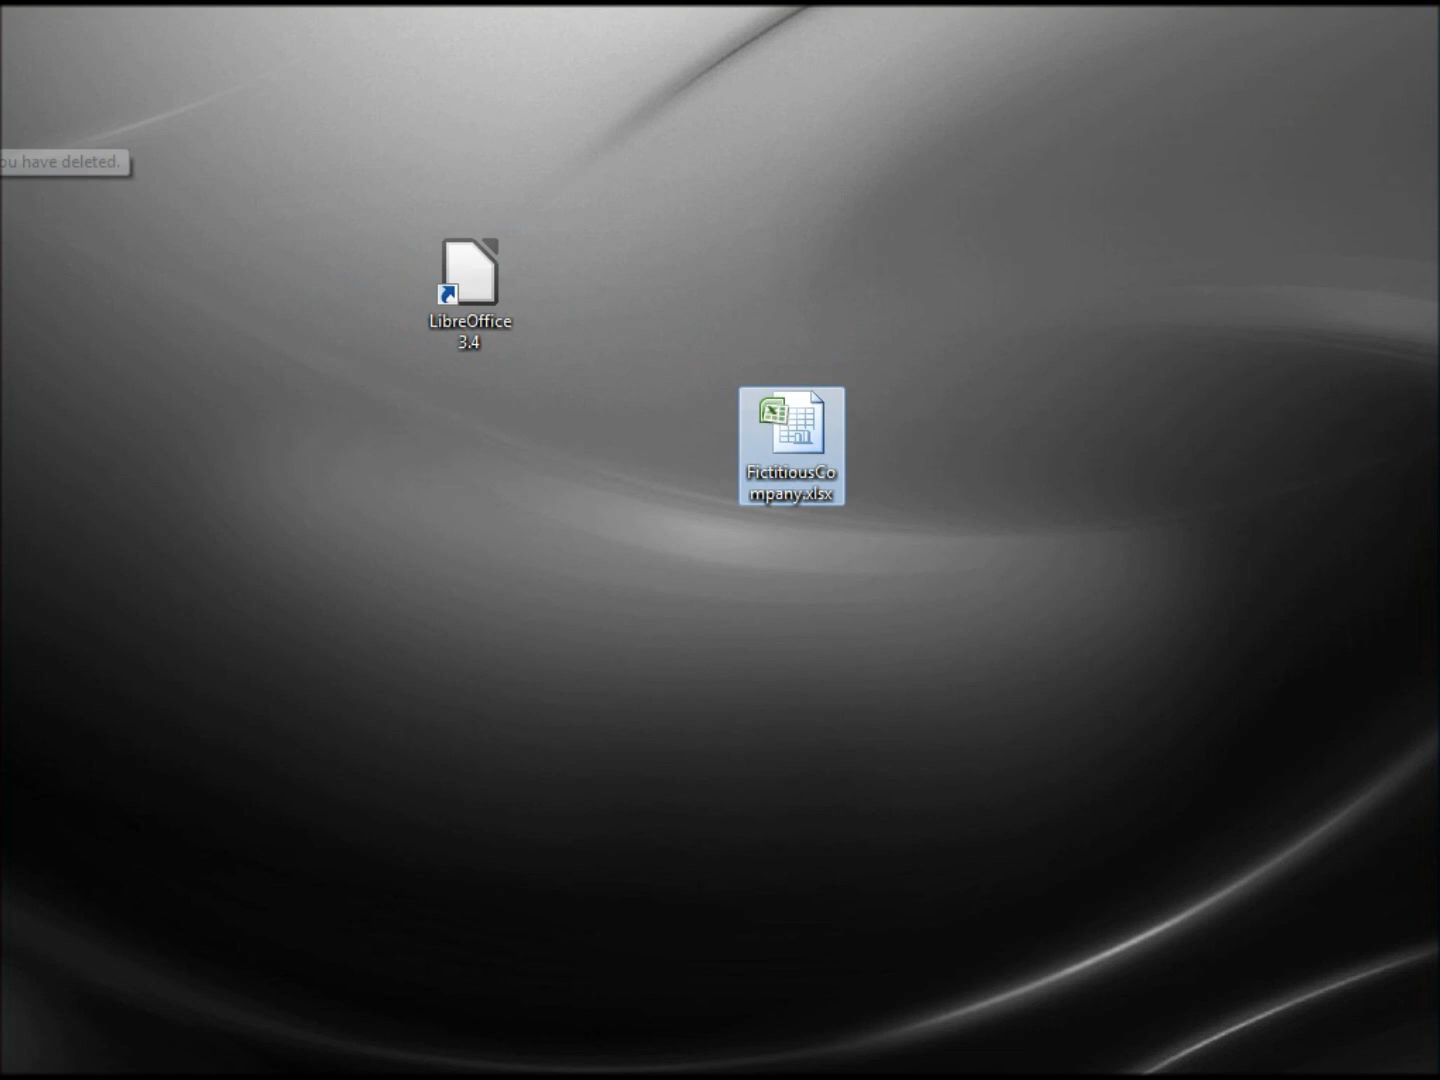 ou have deleted.
LibreOffice
3.4
FictitiousCo
mpany.xlsx